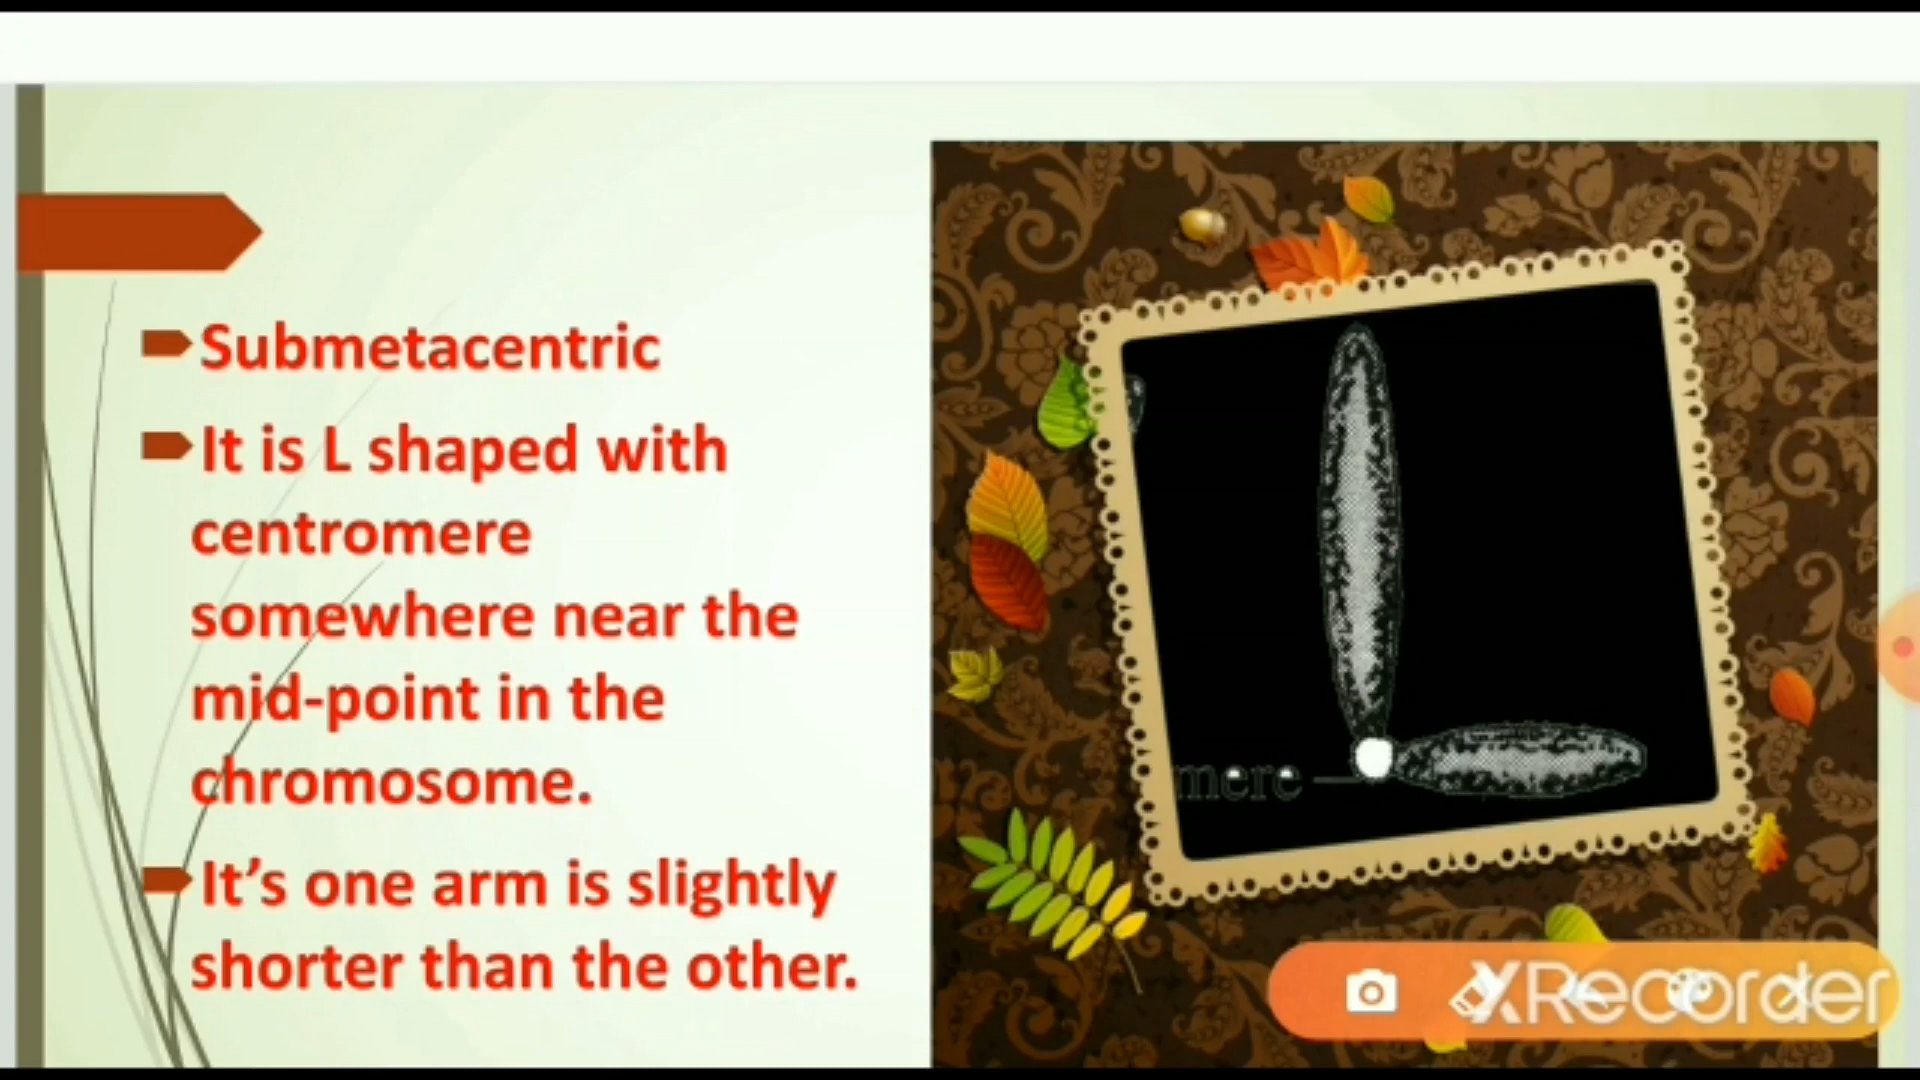 Submetacentric
It is L shaped with
centromere
somewhere near the
mid-point in the
chromosome.
It’s one arm is slightly
shorter than the other.
mere
XRecorder